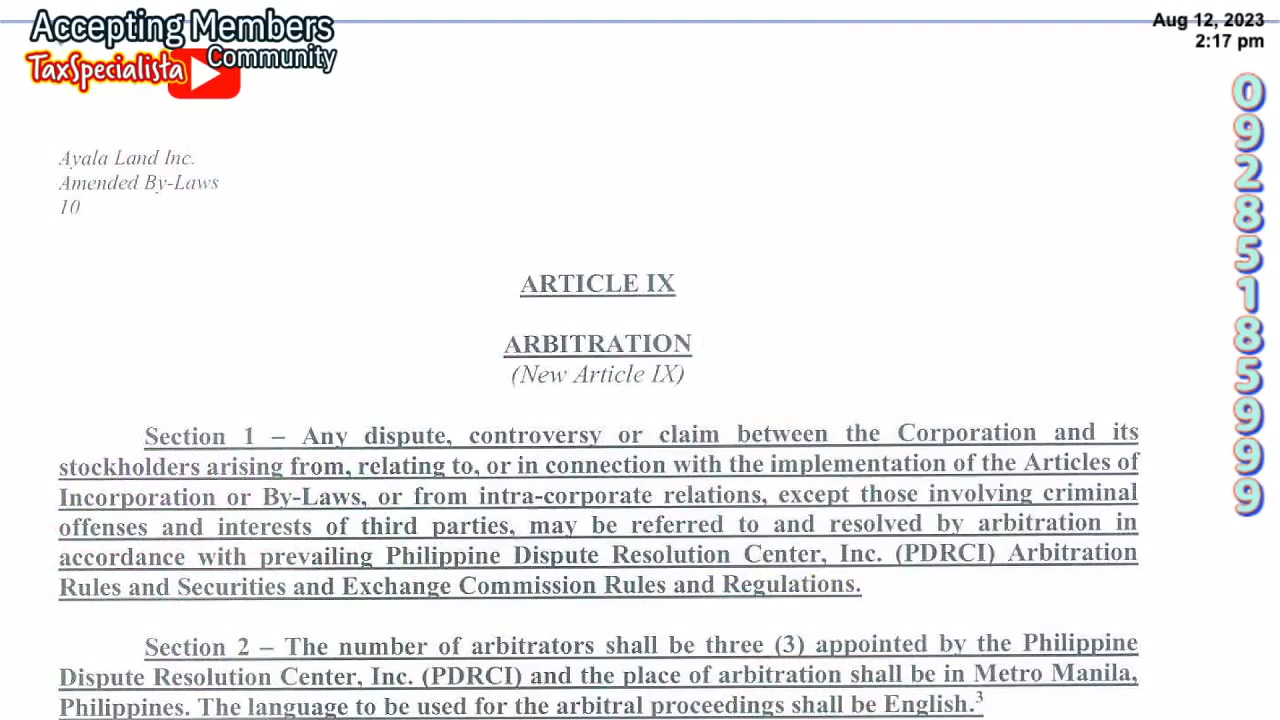 Accepting Members
Community
TaxSpecialista
Aug 12, 2023
2:17 pm
09285185999
Ayala Land Inc.
Amended By-Laws
10
ARTICLE IX
ARBITRATION
(New Article IX)
Section 1 – Any dispute, controversy or claim between the Corporation and its
stockholders arising from, relating to, or in connection with the implementation of the Articles of
Incorporation or By-Laws, or from intra-corporate relations, except those involving criminal
offenses and interests of third parties, may be referred to and resolved by arbitration in
accordance with prevailing Philippine Dispute Resolution Center, Inc. (PDRCI) Arbitration
Rules and Securities and Exchange Commission Rules and Regulations.
Section 2 – The number of arbitrators shall be three (3) appointed by the Philippine
Dispute Resolution Center, Inc. (PDRCI) and the place of arbitration shall be in Metro Manila,
Philippines. The language to be used for the arbitral proceedings shall be English.3